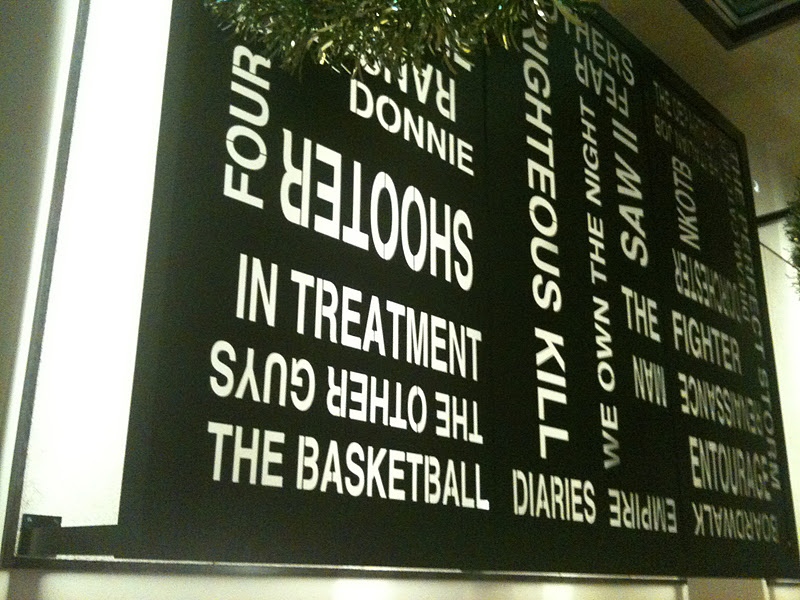 FOUR
DONNIE
SHOOTER
IN TREATMENT
THE OTHER GUYS
THE BASKETBALL DIARIES
RIGHTEOUS KILL
WE OWN THE NIGHT
FEAR
SAW II
NKOTB
DORCHESTER
THE FIGHTER
MAN
RENAISSANCE
ENTOURAGE
BOARDWALK EMPIRE